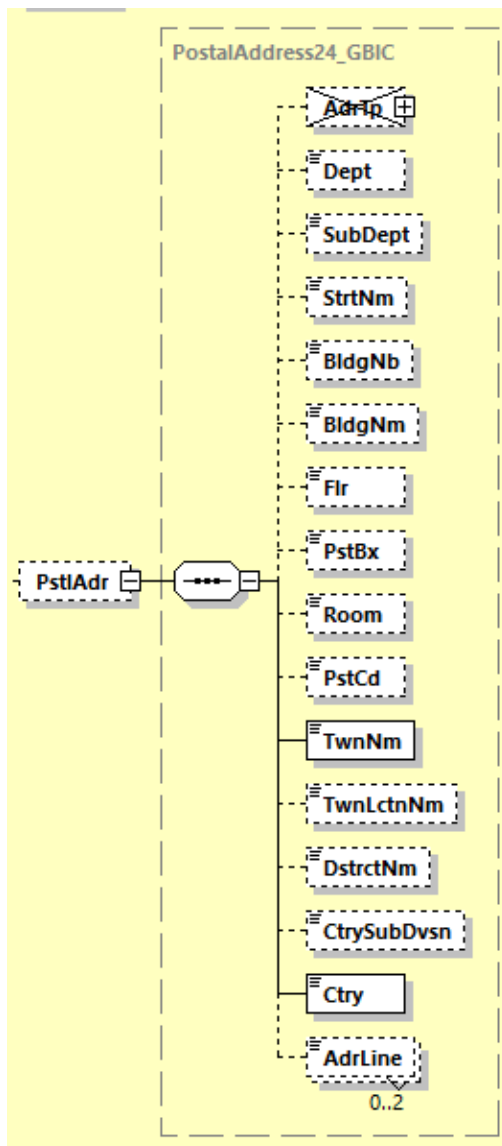 PostalAddress24_GBIC
AdrTp
Dept
SubDept
StrtNm
BldgNb
BldgNm
Flr
PstBx
PstlAdr
Room
PstCd
TwnNm
TwnLctnNm
DstrctNm
CtrySubDvsn
Ctry
AdrLine
0..2